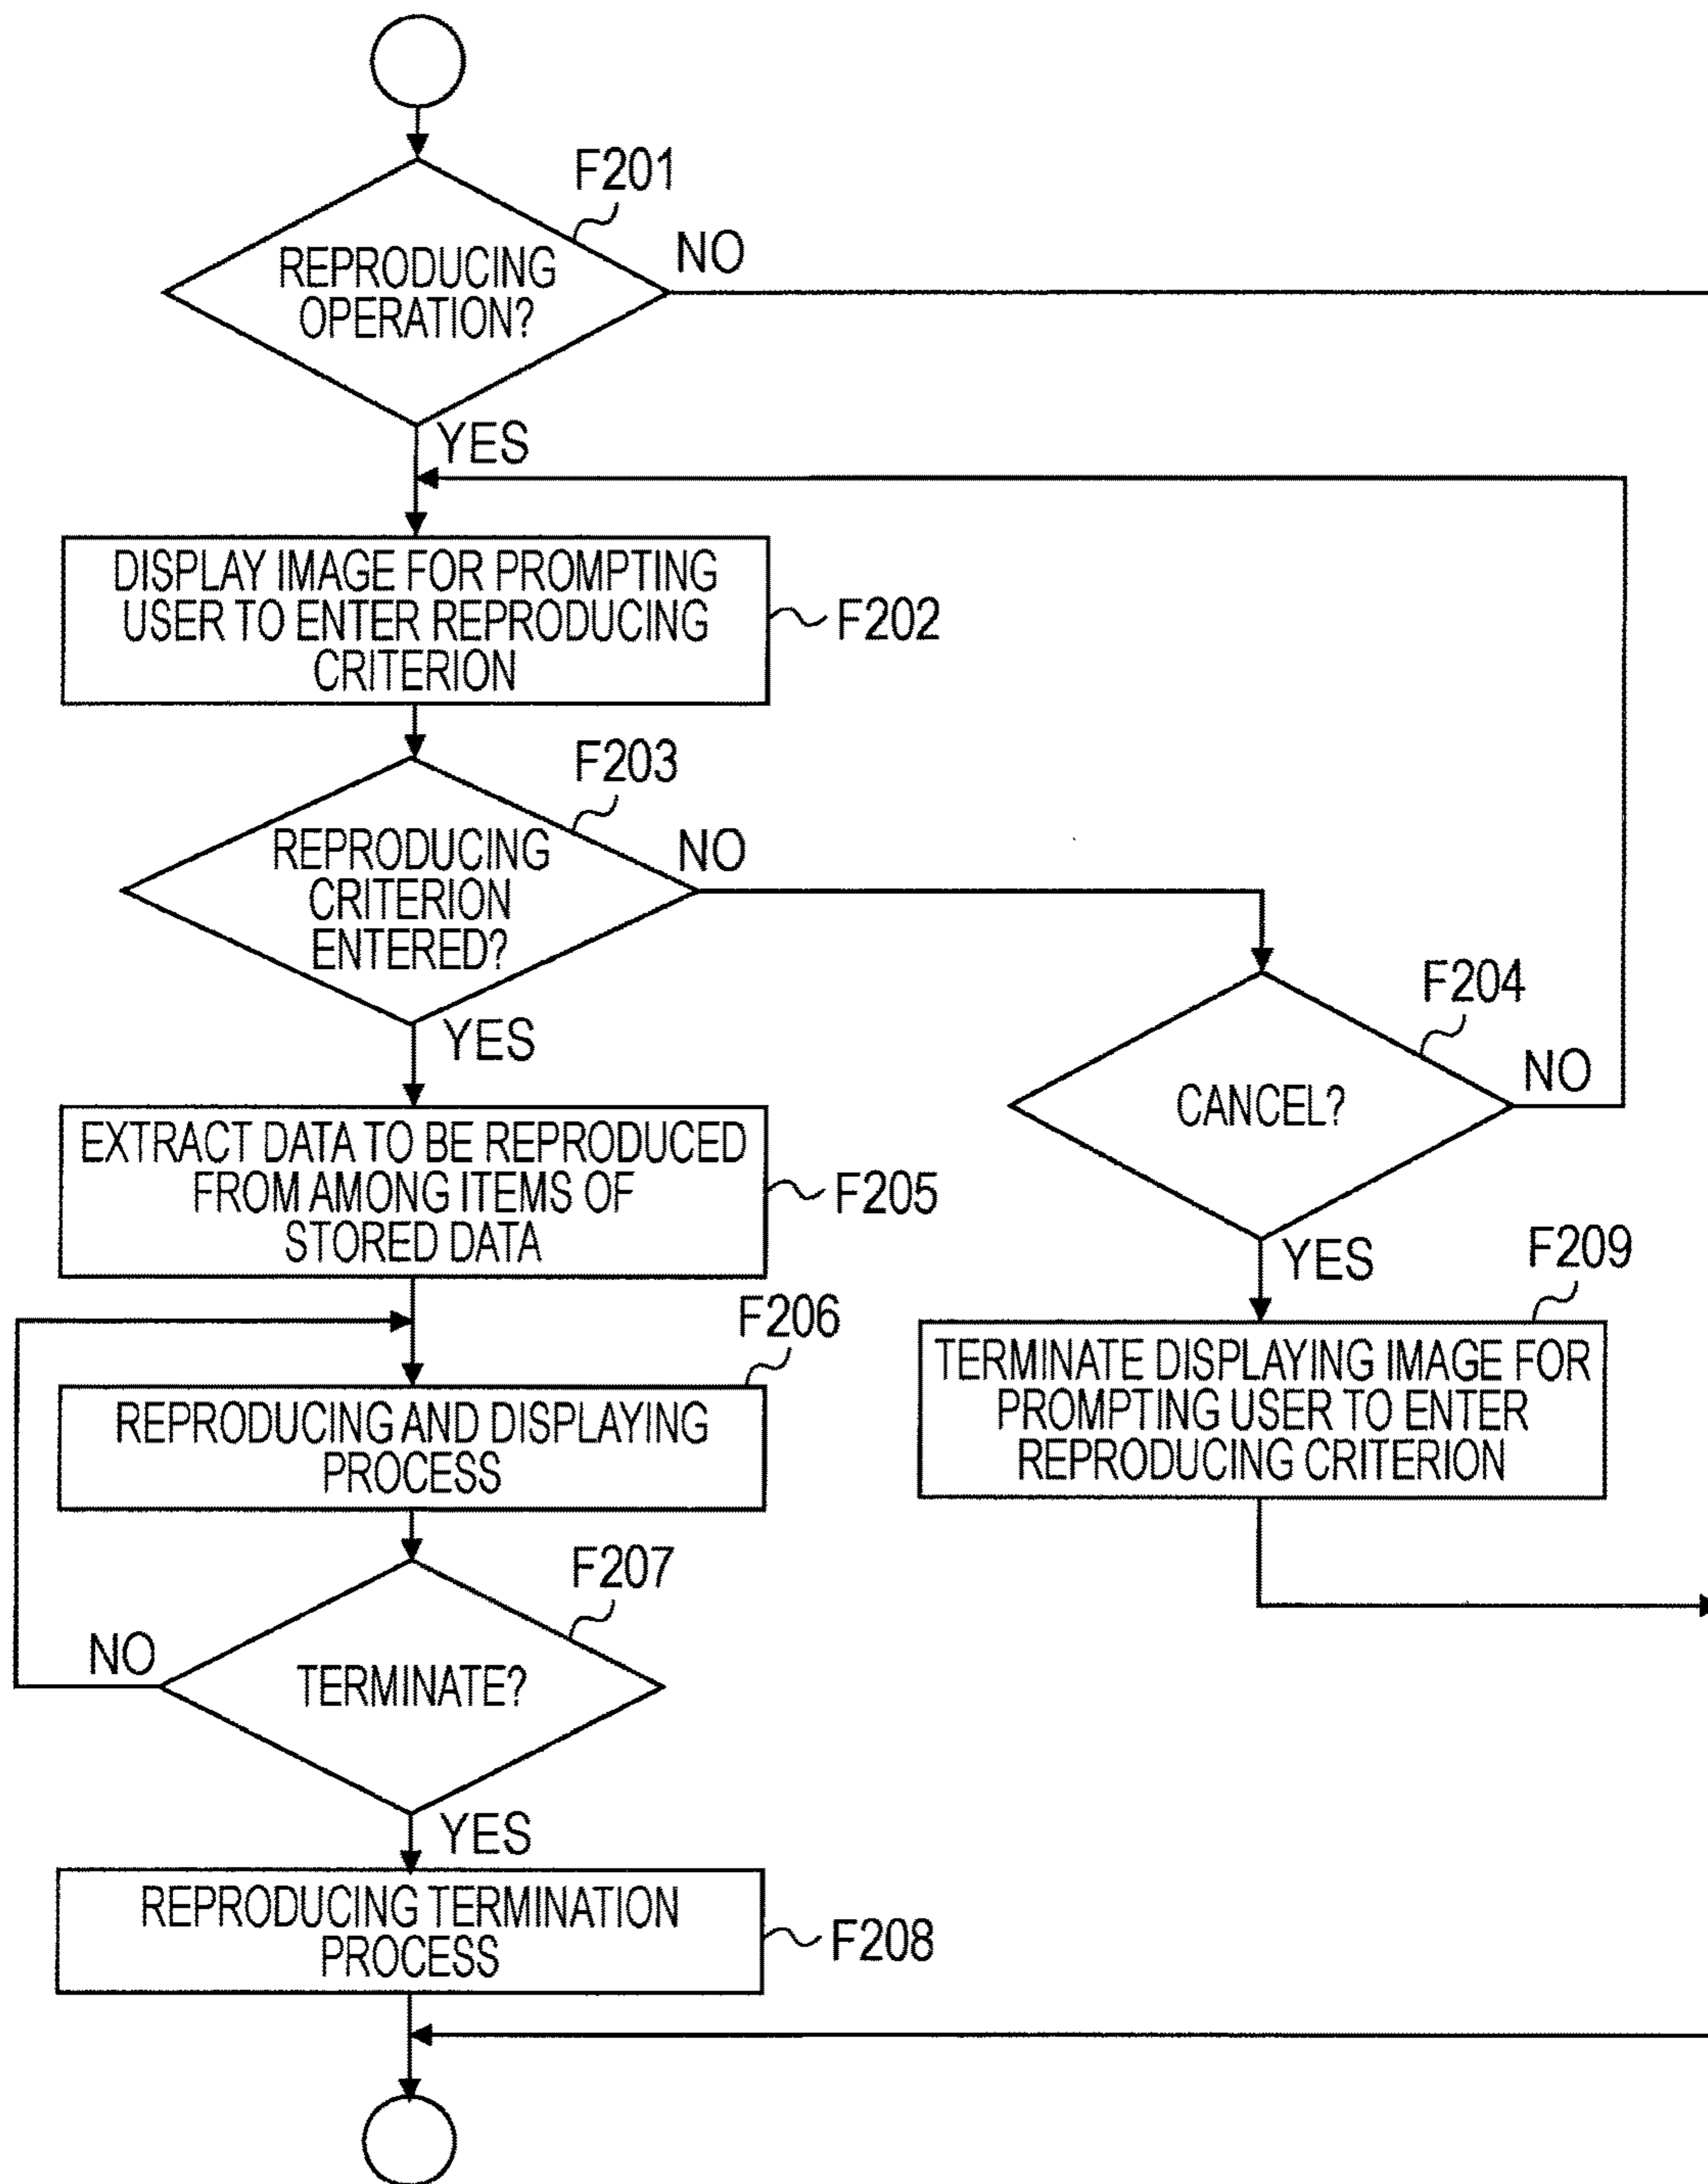 F201
REPRODUCING
OPERATION?
NO
YES
DISPLAY IMAGE FOR PROMPTING
USER TO ENTER REPRODUCING
CRITERION
F202
F203
REPRODUCING
CRITERION
ENTERED?
NO
YES
F204
CANCEL?
NO
YES
EXTRACT DATA TO BE REPRODUCED
FROM AMONG ITEMS OF
STORED DATA
F205
F209
TERMINATE DISPLAYING IMAGE FOR
PROMPTING USER TO ENTER
REPRODUCING CRITERION
F206
REPRODUCING AND DISPLAYING
PROCESS
F207
TERMINATE?
NO
YES
REPRODUCING TERMINATION
PROCESS
F208